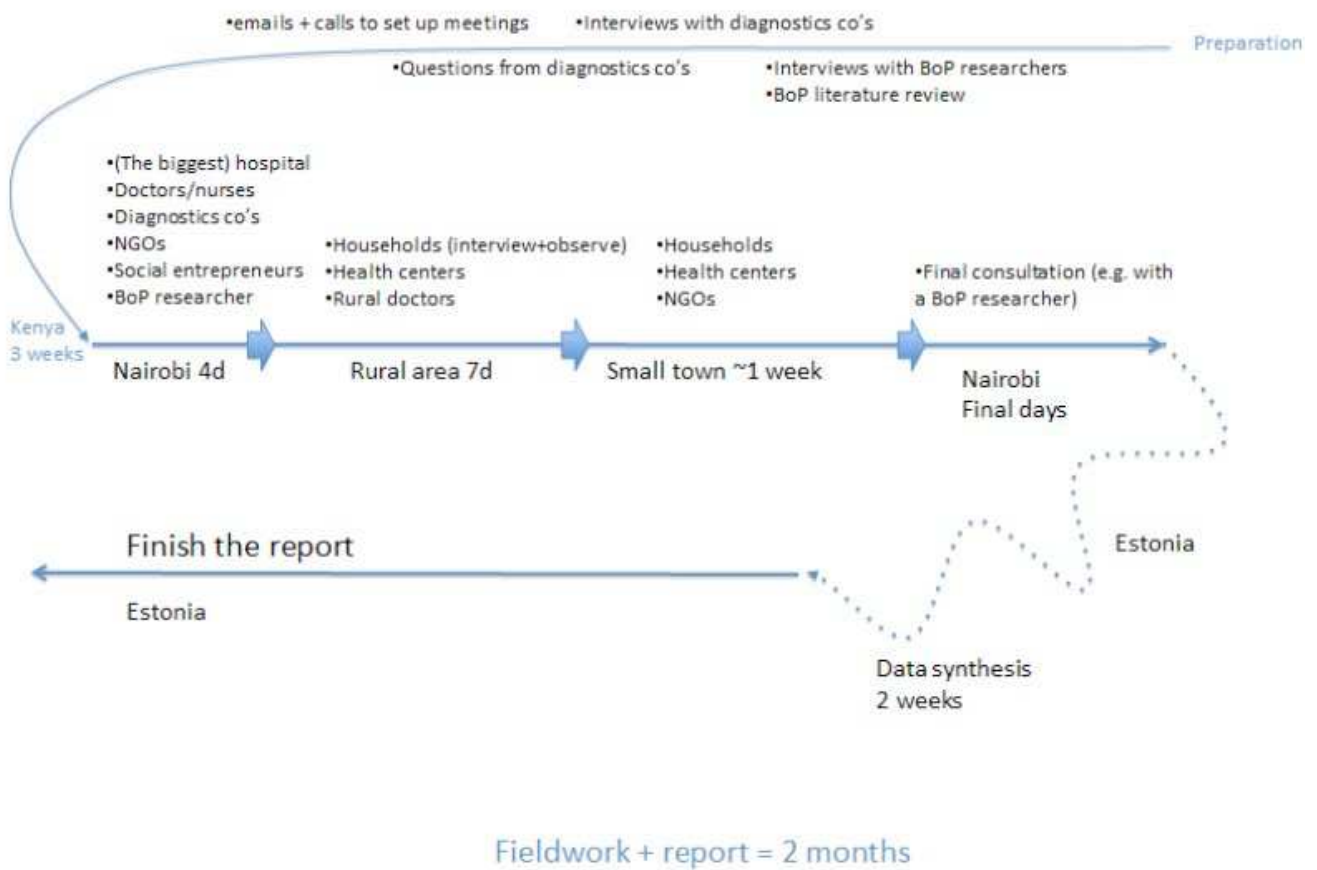 •emails + calls to set up meetings
•Interviews with diagnostics co's
Preparation
•Questions from diagnostics co's
•Interviews with BoP researchers
•BoP literature review
•(The biggest) hospital
•Doctors/nurses
•Diagnostics co's
•NGOs
•Social entrepreneurs
•BoP researcher
•Households (interview+observe)
•Health centers
•Rural doctors
•Households
•Health centers
•NGOs
•Final consultation (e.g. with
a BoP researcher)
Kenya
3 weeks
Nairobi 4d
Rural area 7d
Small town ~1 week
Nairobi
Final days
Estonia
Finish the report
Estonia
Data synthesis
2 weeks
Fieldwork + report = 2 months